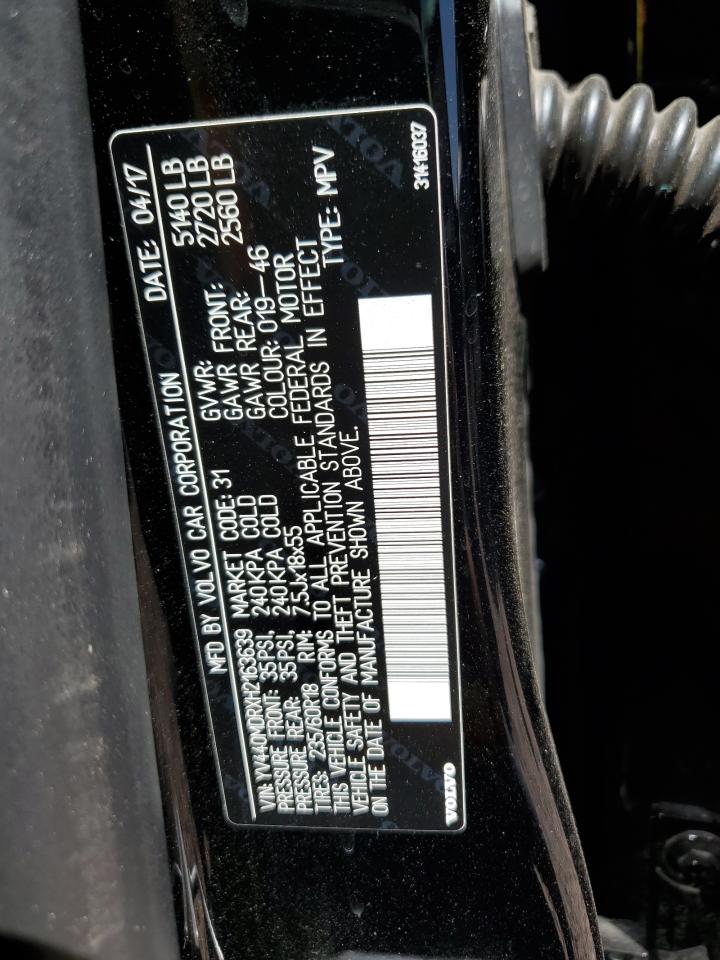 MFD BY VOLVO CAR CORPORATION DATE: 04/17
VIN: YV440MDRXH2163639 MARKET CODE: 31 GVWR: 5140 LB
PRESSURE FRONT: 35PSI, 240KPA COLD GAWR FRONT: 2720 LB
PRESSURE REAR: 35PSI, 240KPA COLD GAWR REAR: 2560 LB
TIRES: 235/60R18 RIM: 7.5Jx18x55 COLOUR: 019-46
THIS VEHICLE CONFORMS TO ALL APPLICABLE FEDERAL MOTOR
VEHICLE SAFETY AND THEFT PREVENTION STANDARDS IN EFFECT
ON THE DATE OF MANUFACTURE SHOWN ABOVE. TYPE: MPV
VOLVO
31416037